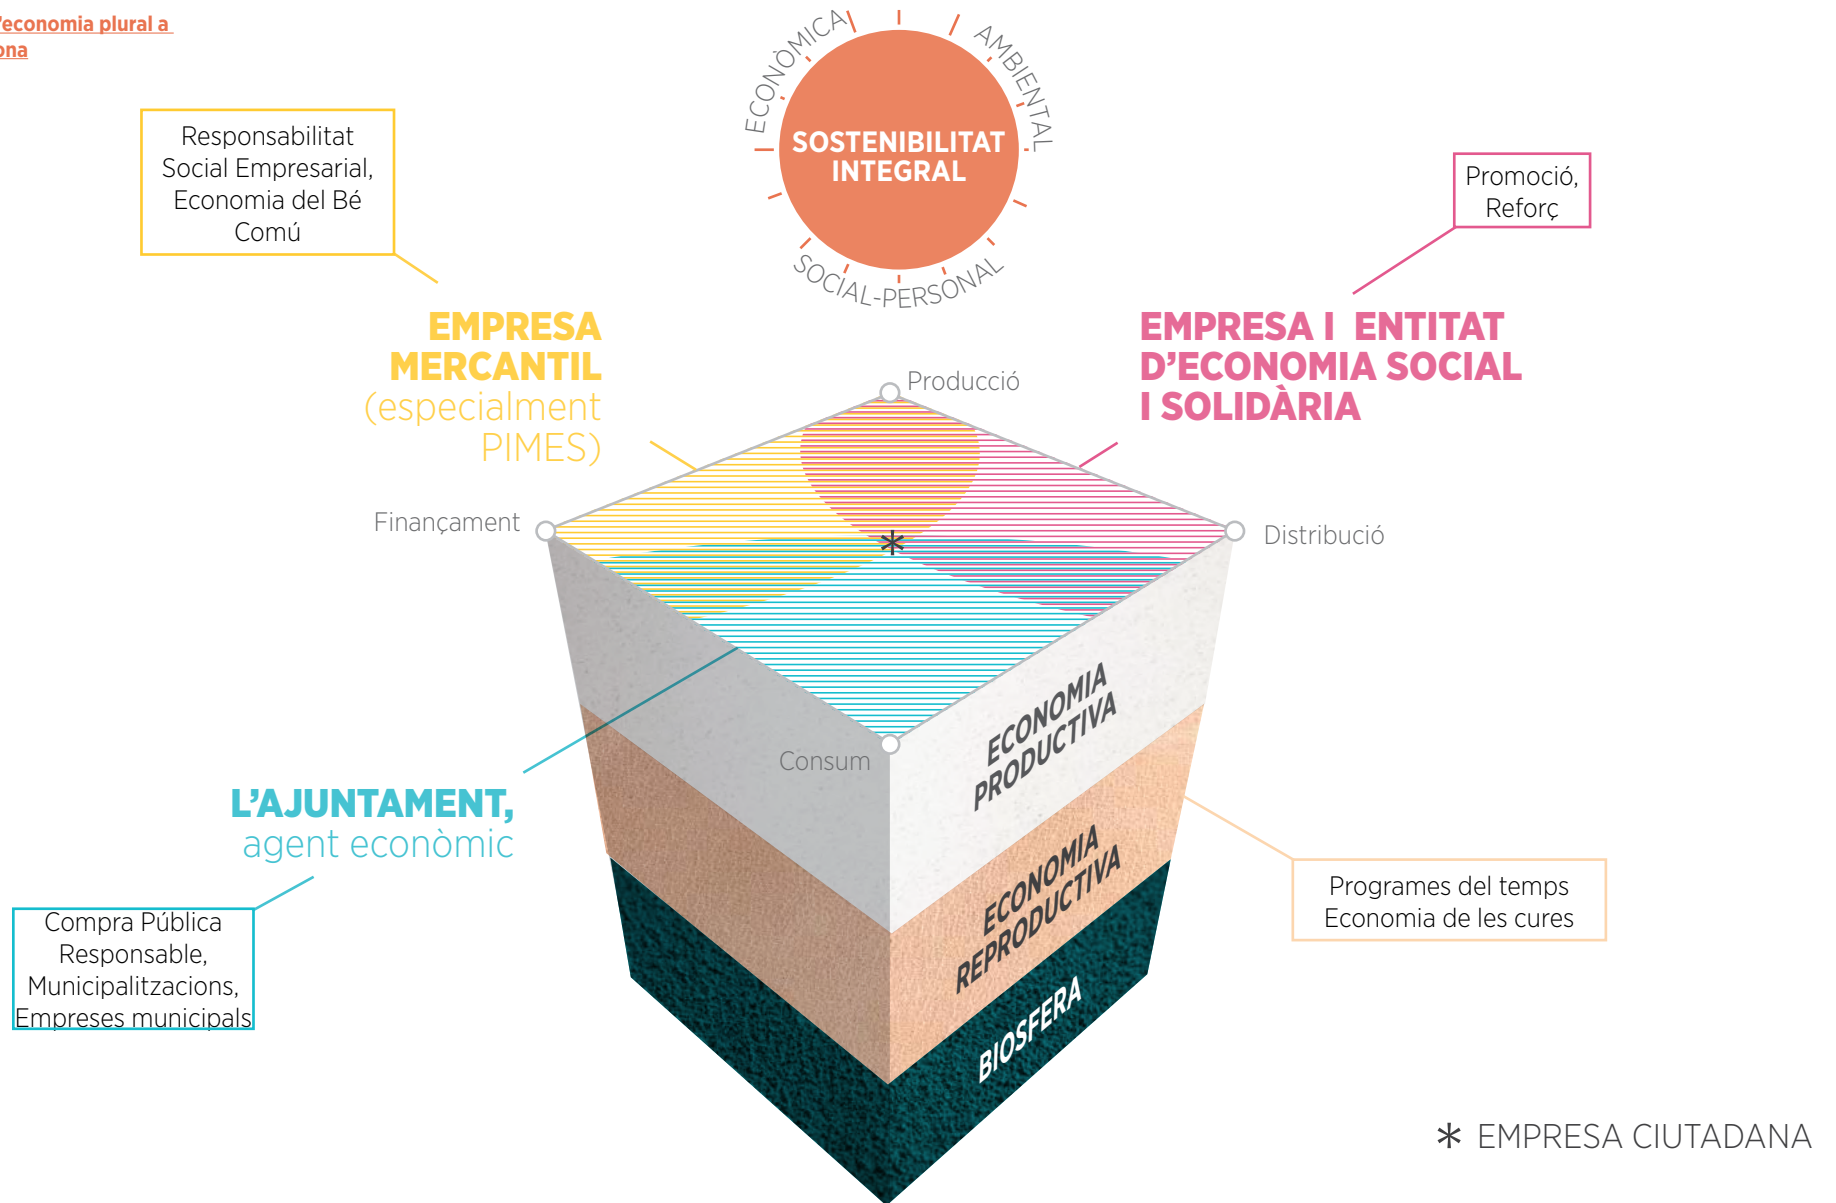 'economia plural a
ona
ECONÒMICA
AMBIENTAL
SOSTENIBILITAT
INTEGRAL
SOCIAL-PERSONAL
Responsabilitat
Social Empresarial,
Economia del Bé
Comú
Promoció,
Reforç
EMPRESA
MERCANTIL
(especialment
PIMES)
EMPRESA I ENTITAT
D'ECONOMIA SOCIAL
I SOLIDÀRIA
Producció
Finançament
*
Distribució
Consum
ECONOMIA
PRODUCTIVA
L'AJUNTAMENT,
agent econòmic
ECONOMIA
REPRODUCTIVA
Programes del temps
Economia de les cures
Compra Pública
Responsable,
Municipalitzacions,
Empreses municipals
BIOSFERA
* EMPRESA CIUTADANA